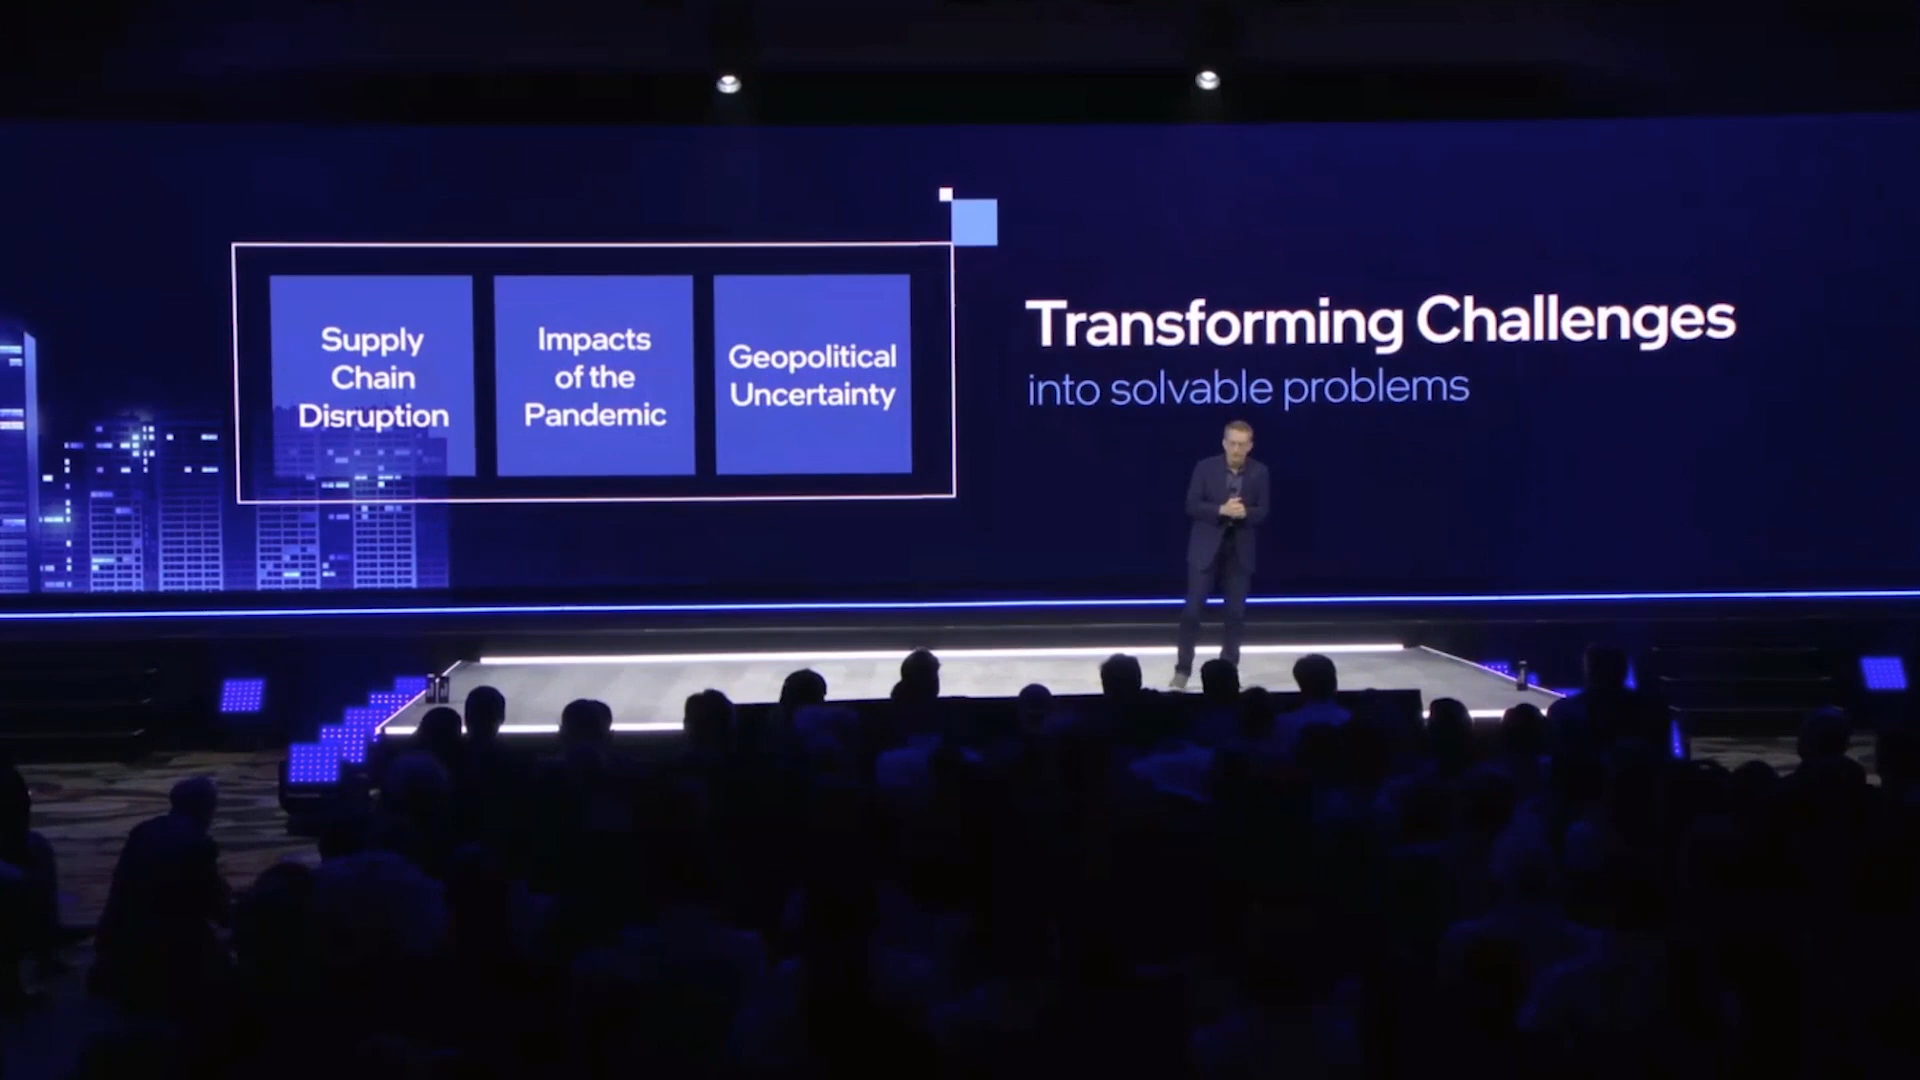 Supply
Chain
Disruption
Impacts
of the
Pandemic
Geopolitical
Uncertainty
Transforming Challenges
into solvable problems